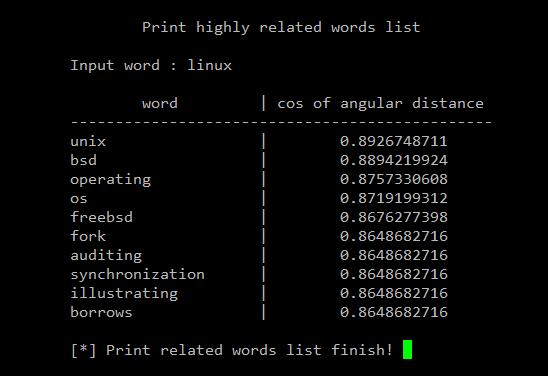 Print highly related words list
Input word : linux
word | cos of angular distance
-----------------------------------------------
unix | 0.8926748711
bsd | 0.8894219924
operating | 0.8757330608
os | 0.8719199312
freebsd | 0.8676277398
fork | 0.8648682716
auditing | 0.8648682716
synchronization | 0.8648682716
illustrating | 0.8648682716
borrows | 0.8648682716
[*] Print related words list finish!